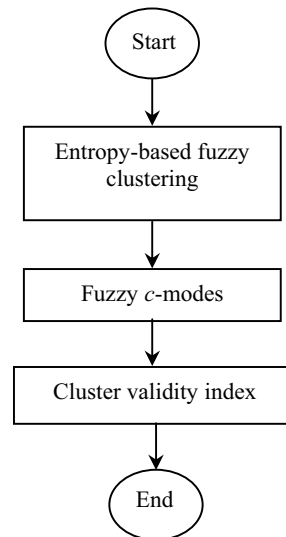 Start
Entropy-based fuzzy
clustering
Fuzzy c-modes
Cluster validity index
End